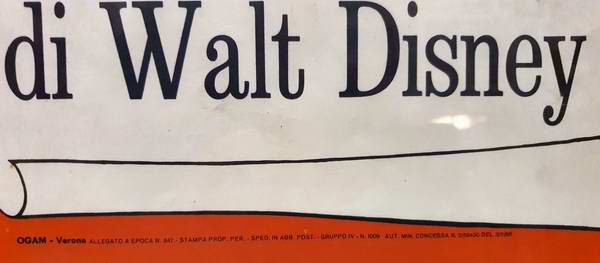 di Walt Disney
OGAM - Verona ALLEGATO A EPOCA N. 847 - STAMPA PROP. PER. - SPED. IN ABB. POST. - GRUPPO IV - N. 1009 AUT. MIN. CONCESSA N. DEL